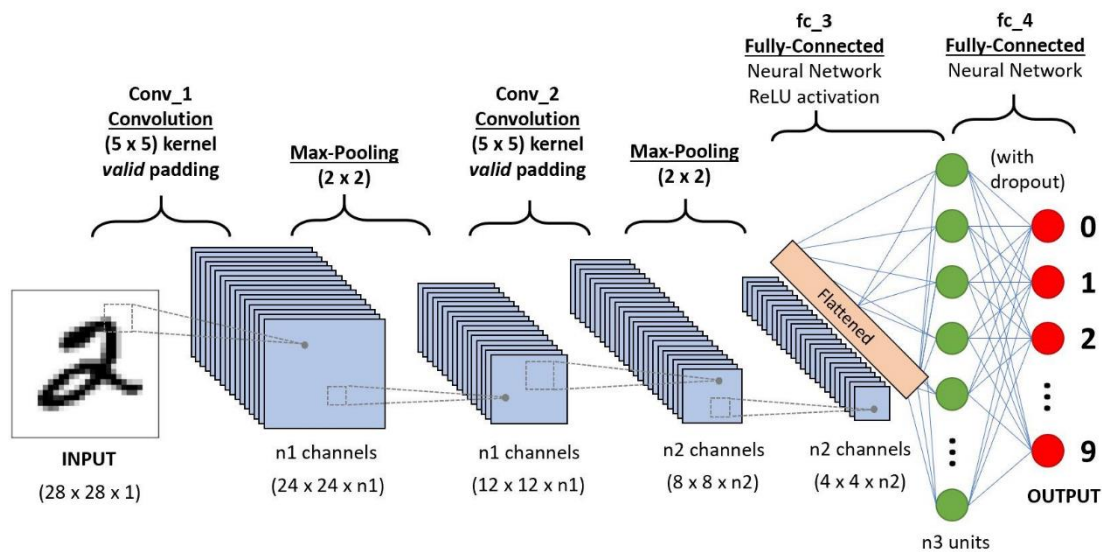 fc_3
Fully-Connected
Neural Network
ReLU activation
fc_4
Fully-Connected
Neural Network
Conv_1
Convolution
(5 x 5) kernel
valid padding
Max-Pooling
(2 x 2)
Conv_2
Convolution
(5 x 5) kernel
valid padding
Max-Pooling
(2 x 2)
(with
dropout)
2
Flattened
0
1
2
9
INPUT
(28 x 28 x 1)
n1 channels
(24 x 24 x n1)
n1 channels
(12 x 12 x n1)
n2 channels
(8 x 8 x n2)
n2 channels
(4 x 4 x n2)
OUTPUT
n3 units